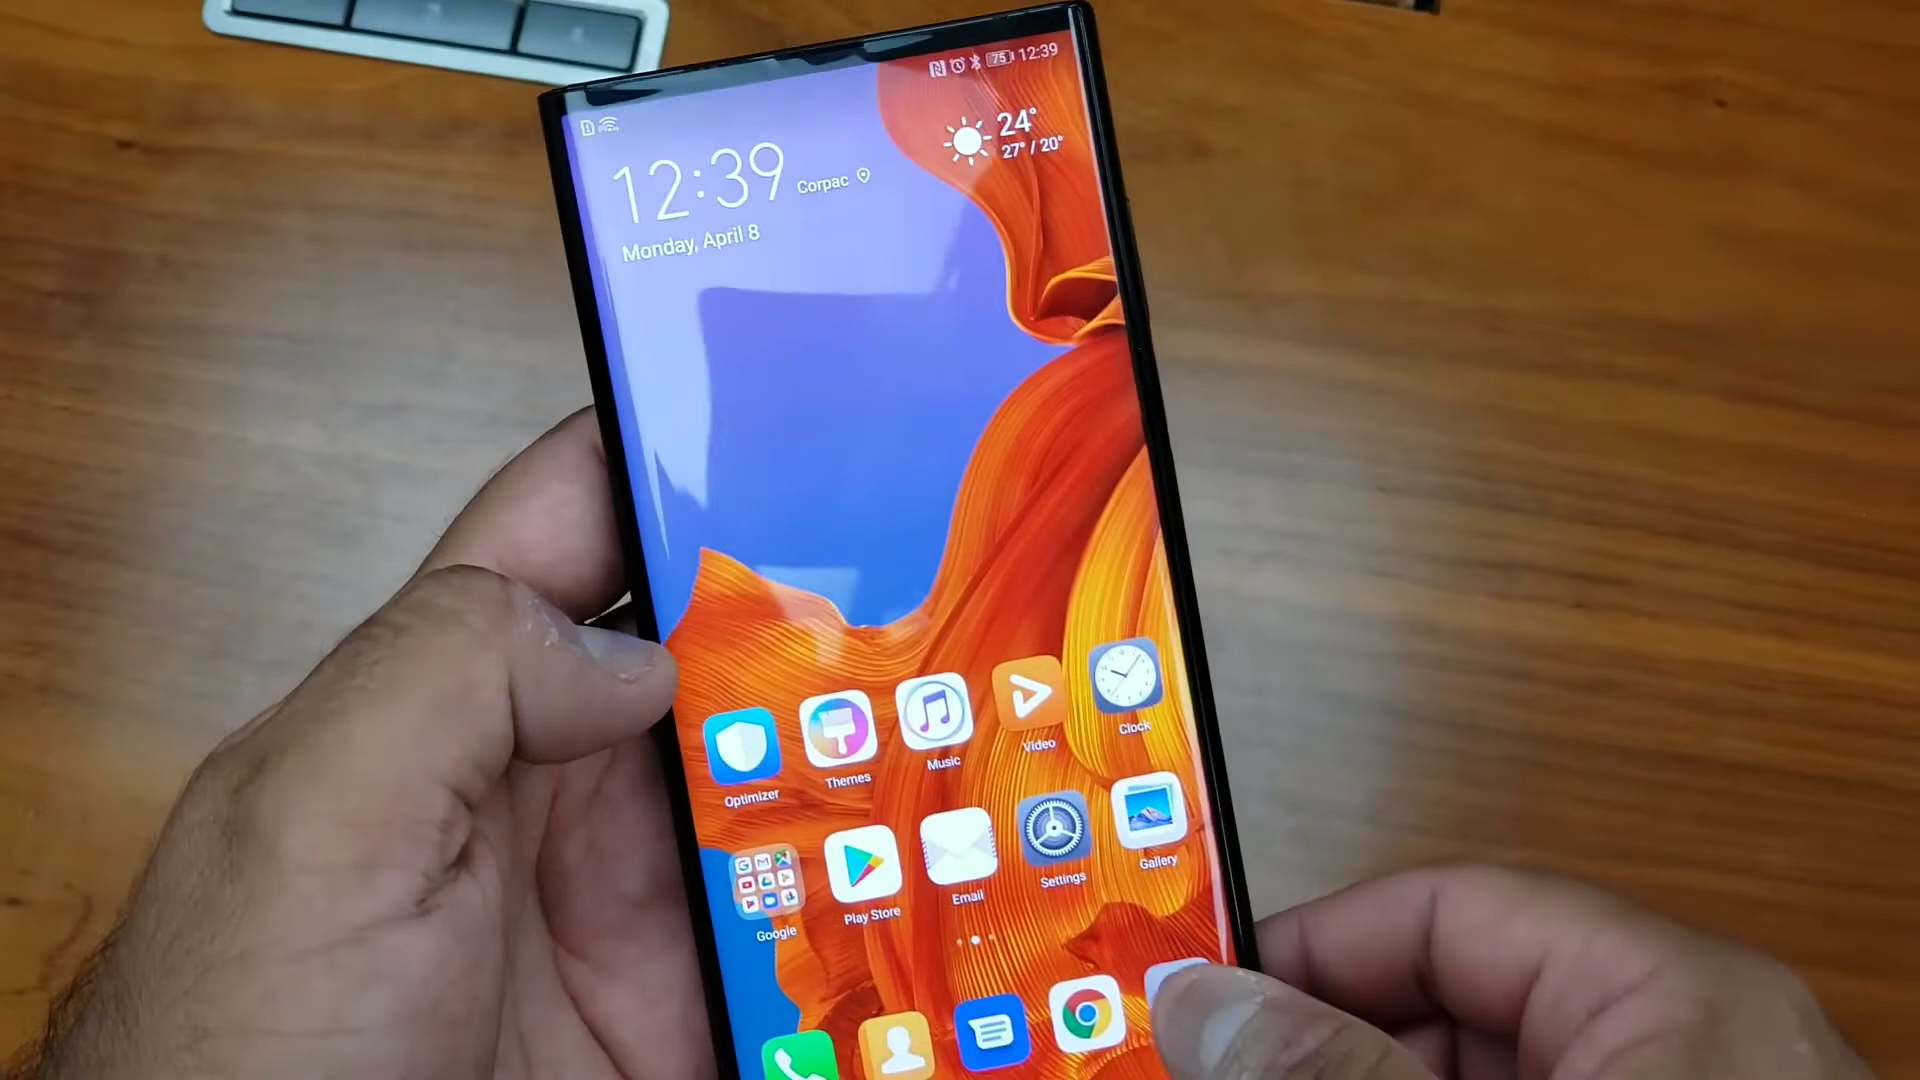 75 12:39
24°
27° / 20°
12:39 Corpac
Monday, April 8
Optimizer
Themes
Music
Video
Clock
Google
Play Store
Email
Settings
Gallery